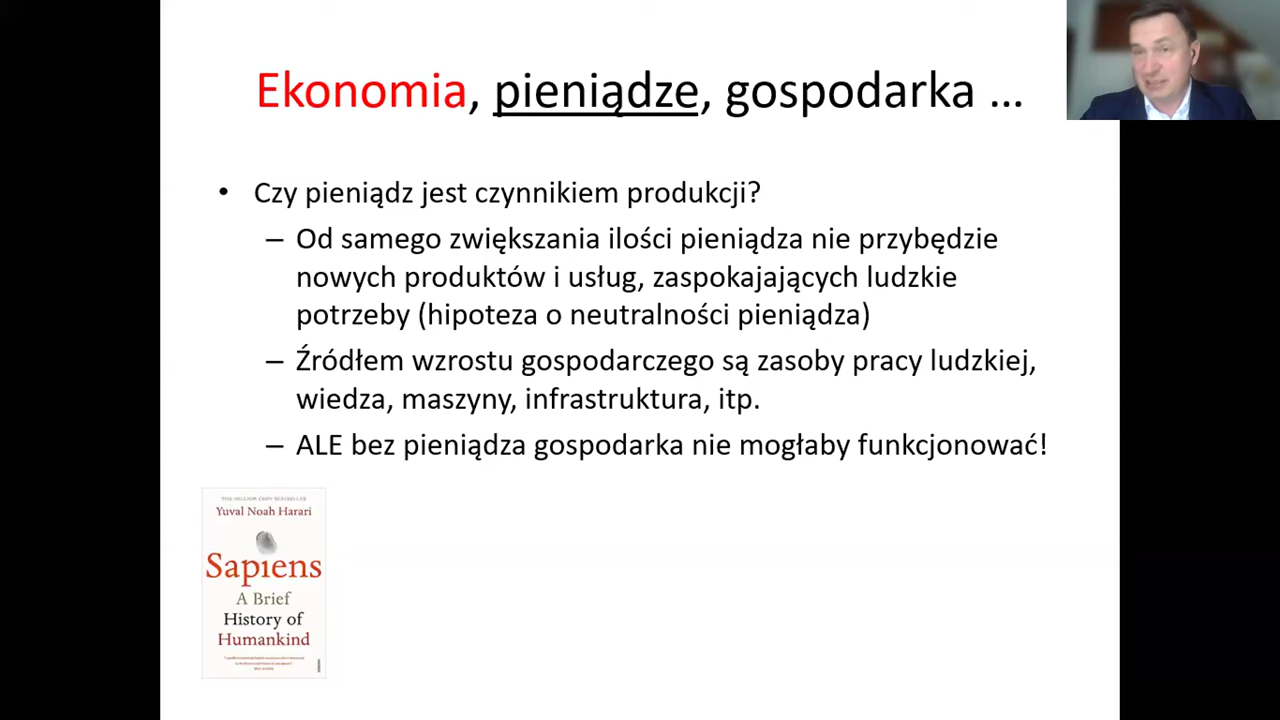 Ekonomia, pieniądze, gospodarka ...
• Czy pieniądz jest czynnikiem produkcji?
– Od samego zwiększania ilości pieniądza nie przybędzie
nowych produktów i usług, zaspokajających ludzkie
potrzeby (hipoteza o neutralności pieniądza)
– Źródłem wzrostu gospodarczego są zasoby pracy ludzkiej,
wiedza, maszyny, infrastruktura, itp.
– ALE bez pieniądza gospodarka nie mogłaby funkcjonować!
THE MILLION COPY BESTSELLER
Yuval Noah Harari
Sapiens
A Brief
History of
Humankind